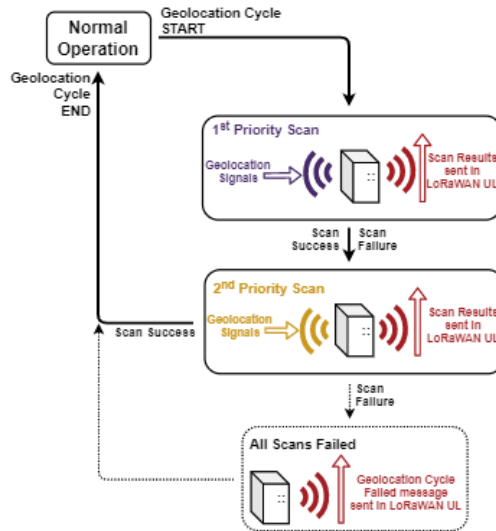 Normal
Operation
Geolocation Cycle
START
Geolocation
Cycle
END
1st Priority Scan
Geolocation
Signals
Scan Results
sent in
LoRaWAN UL
Scan
Success
Scan
Failure
2nd Priority Scan
Geolocation
Signals
Scan Results
sent in
LoRaWAN UL
Scan Success
Scan
Failure
All Scans Failed
Geolocation Cycle
Failed message
sent in LoRaWAN UL